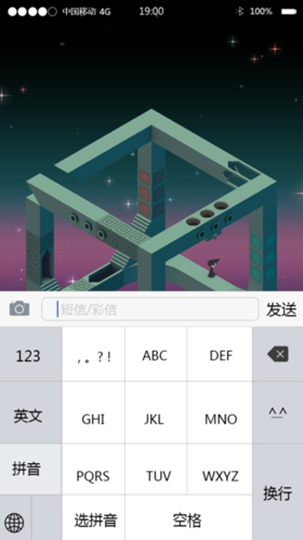 中国移动 4G 19:00 100%
短信/彩信 发送
123 , 。?! ABC DEF
英文 GHI JKL MNO ^^
拼音 PQRS TUV WXYZ 换行
选拼音 空格